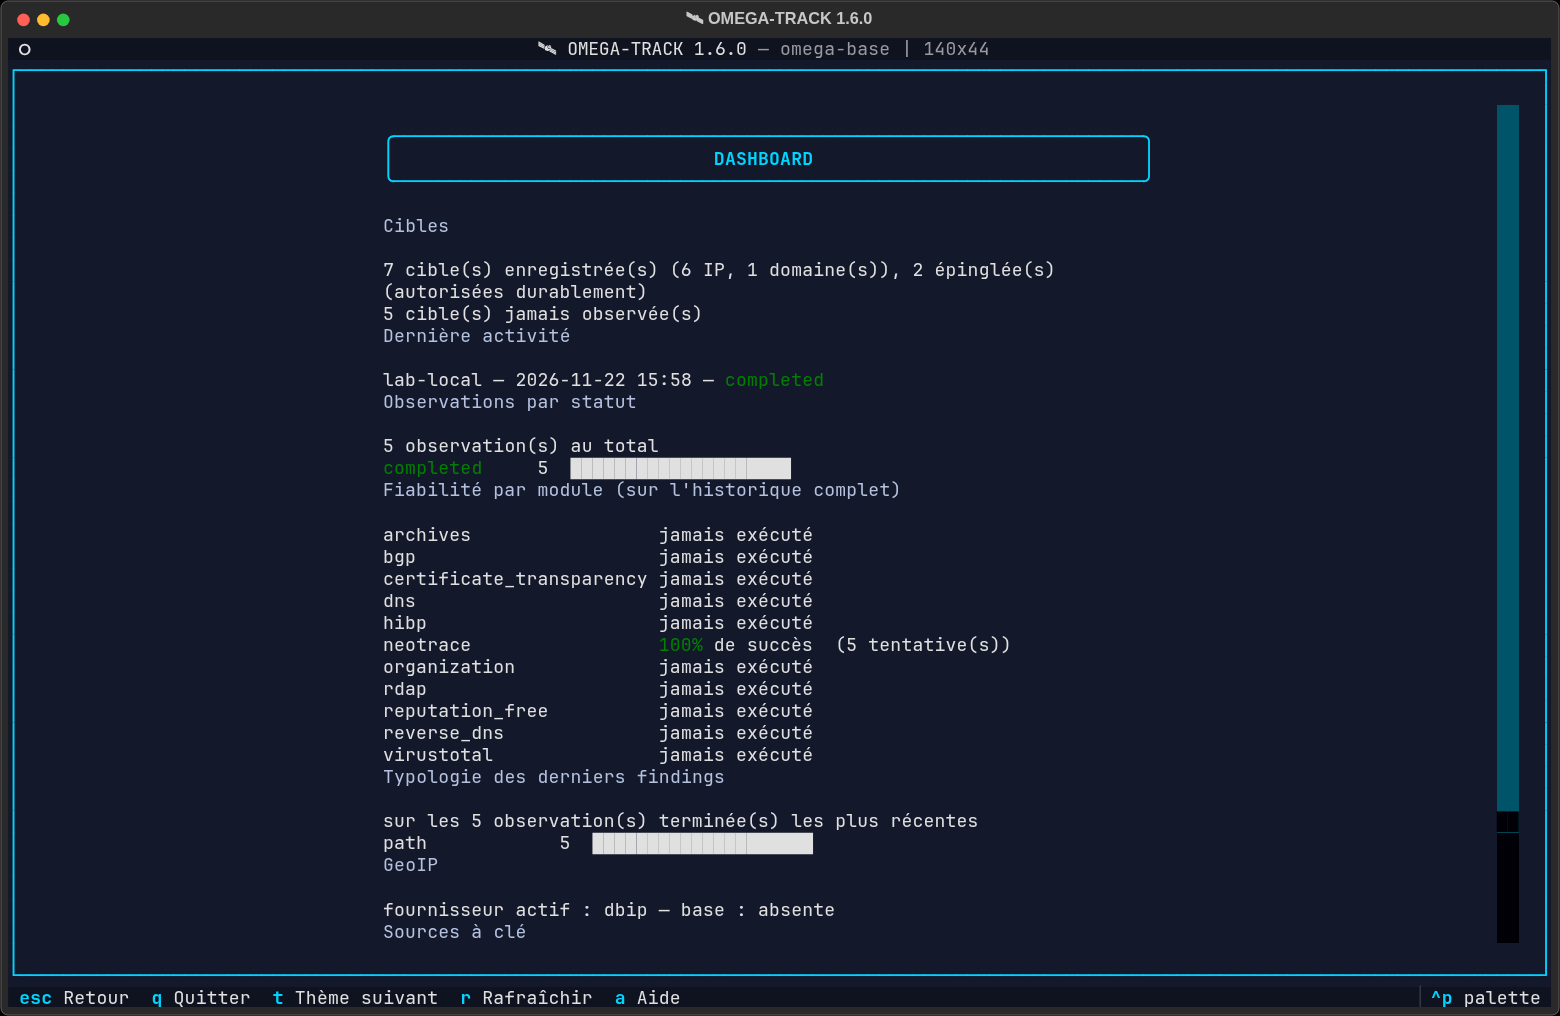 OMEGA-TRACK 1.6.0
OMEGA-TRACK 1.6.0 — omega-base | 140x44
DASHBOARD
Cibles
7 cible(s) enregistrée(s) (6 IP, 1 domaine(s)), 2 épinglée(s)
(autorisées durablement)
5 cible(s) jamais observée(s)
Dernière activité
lab-local — 2026-11-22 15:58 — completed
Observations par statut
5 observation(s) au total
completed 5
Fiabilité par module (sur l'historique complet)
archives jamais exécuté
bgp jamais exécuté
certificate_transparency jamais exécuté
dns jamais exécuté
hibp jamais exécuté
neotrace 100% de succès (5 tentative(s))
organization jamais exécuté
rdap jamais exécuté
reputation_free jamais exécuté
reverse_dns jamais exécuté
virustotal jamais exécuté
Typologie des derniers findings
sur les 5 observation(s) terminée(s) les plus récentes
path 5
GeoIP
fournisseur actif : dbip — base : absente
Sources à clé
esc Retour q Quitter t Thème suivant r Rafraîchir a Aide ^p palette